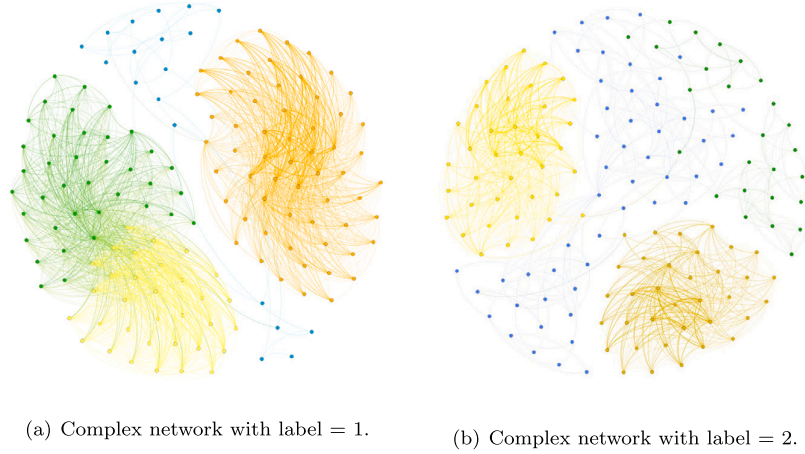 (a) Complex network with label = 1.
(b) Complex network with label = 2.